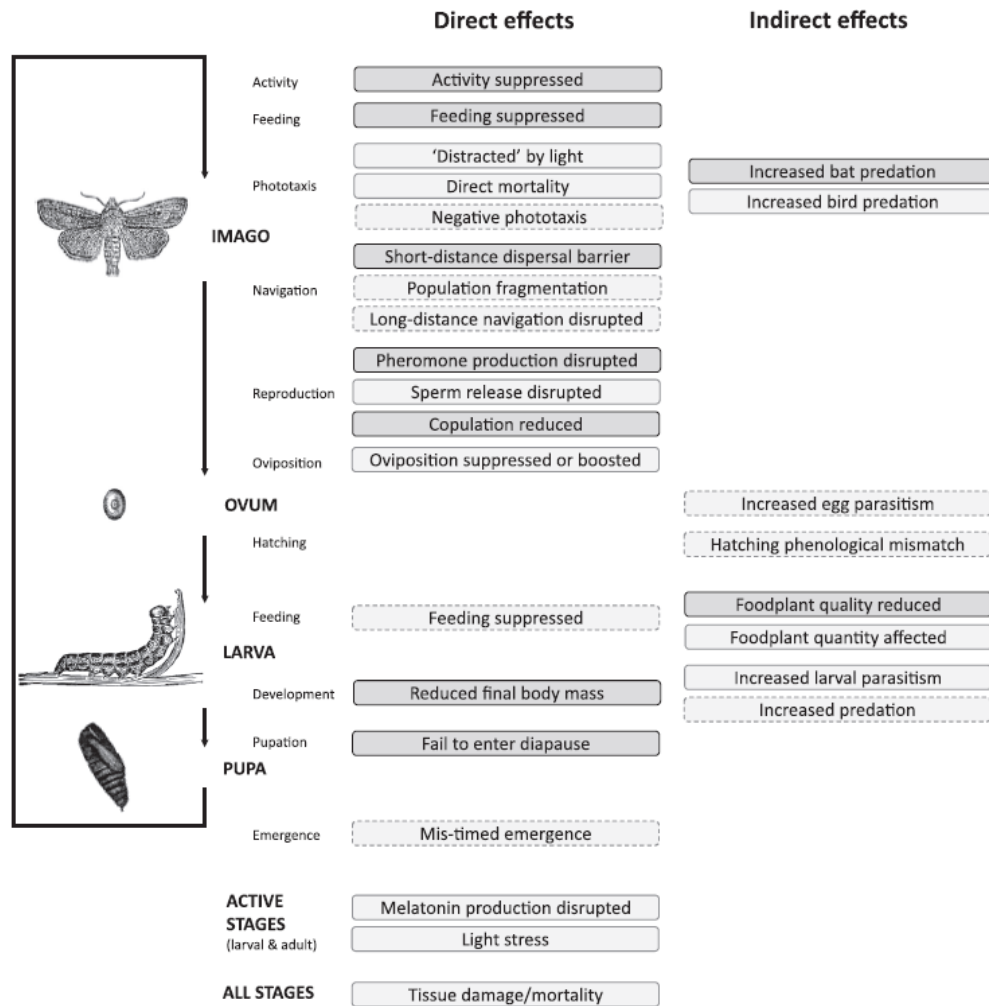 Direct effects
Indirect effects
Activity
Activity suppressed
Feeding
Feeding suppressed
'Distracted' by light
Phototaxis
Direct mortality
Negative phototaxis
Increased bat predation
Increased bird predation
IMAGO
Short-distance dispersal barrier
Navigation
Population fragmentation
Long-distance navigation disrupted
Pheromone production disrupted
Reproduction
Sperm release disrupted
Copulation reduced
Oviposition
Oviposition suppressed or boosted
OVUM
Increased egg parasitism
Hatching
Hatching phenological mismatch
Feeding
Feeding suppressed
Foodplant quality reduced
Foodplant quantity affected
LARVA
Development
Reduced final body mass
Increased larval parasitism
Increased predation
Pupation
Fail to enter diapause
PUPA
Emergence
Mis-timed emergence
ACTIVE
STAGES
(larval & adult)
Melatonin production disrupted
Light stress
ALL STAGES
Tissue damage/mortality